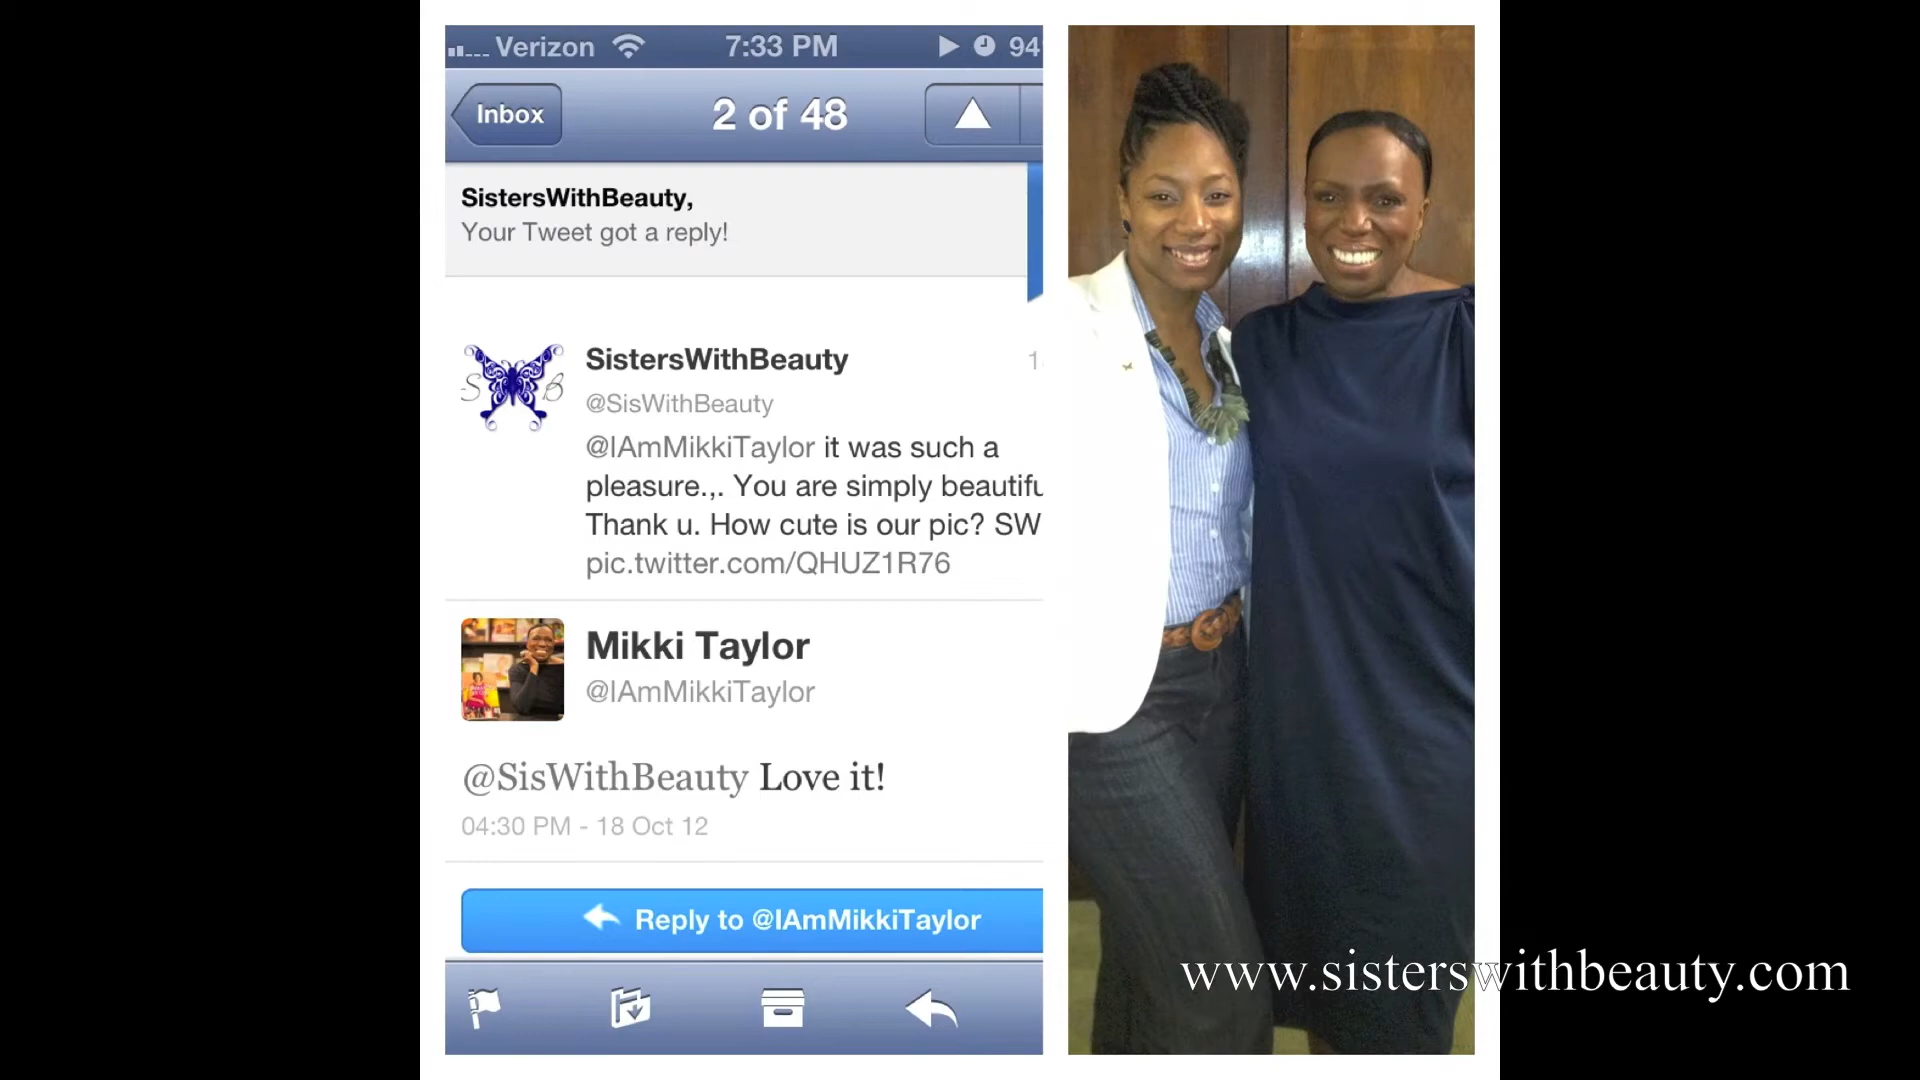 Verizon 7:33 PM 94
Inbox 2 of 48
SistersWithBeauty,
Your Tweet got a reply!
S B
SistersWithBeauty
@SisWithBeauty
@IAmMikkiTaylor it was such a
pleasure.,. You are simply beautifu
Thank u. How cute is our pic? SW
pic.twitter.com/QHUZ1R76
Mikki Taylor
@IAmMikkiTaylor
@SisWithBeauty Love it!
04:30 PM - 18 Oct 12
Reply to @IAmMikkiTaylor
www.sisterswithbeauty.com